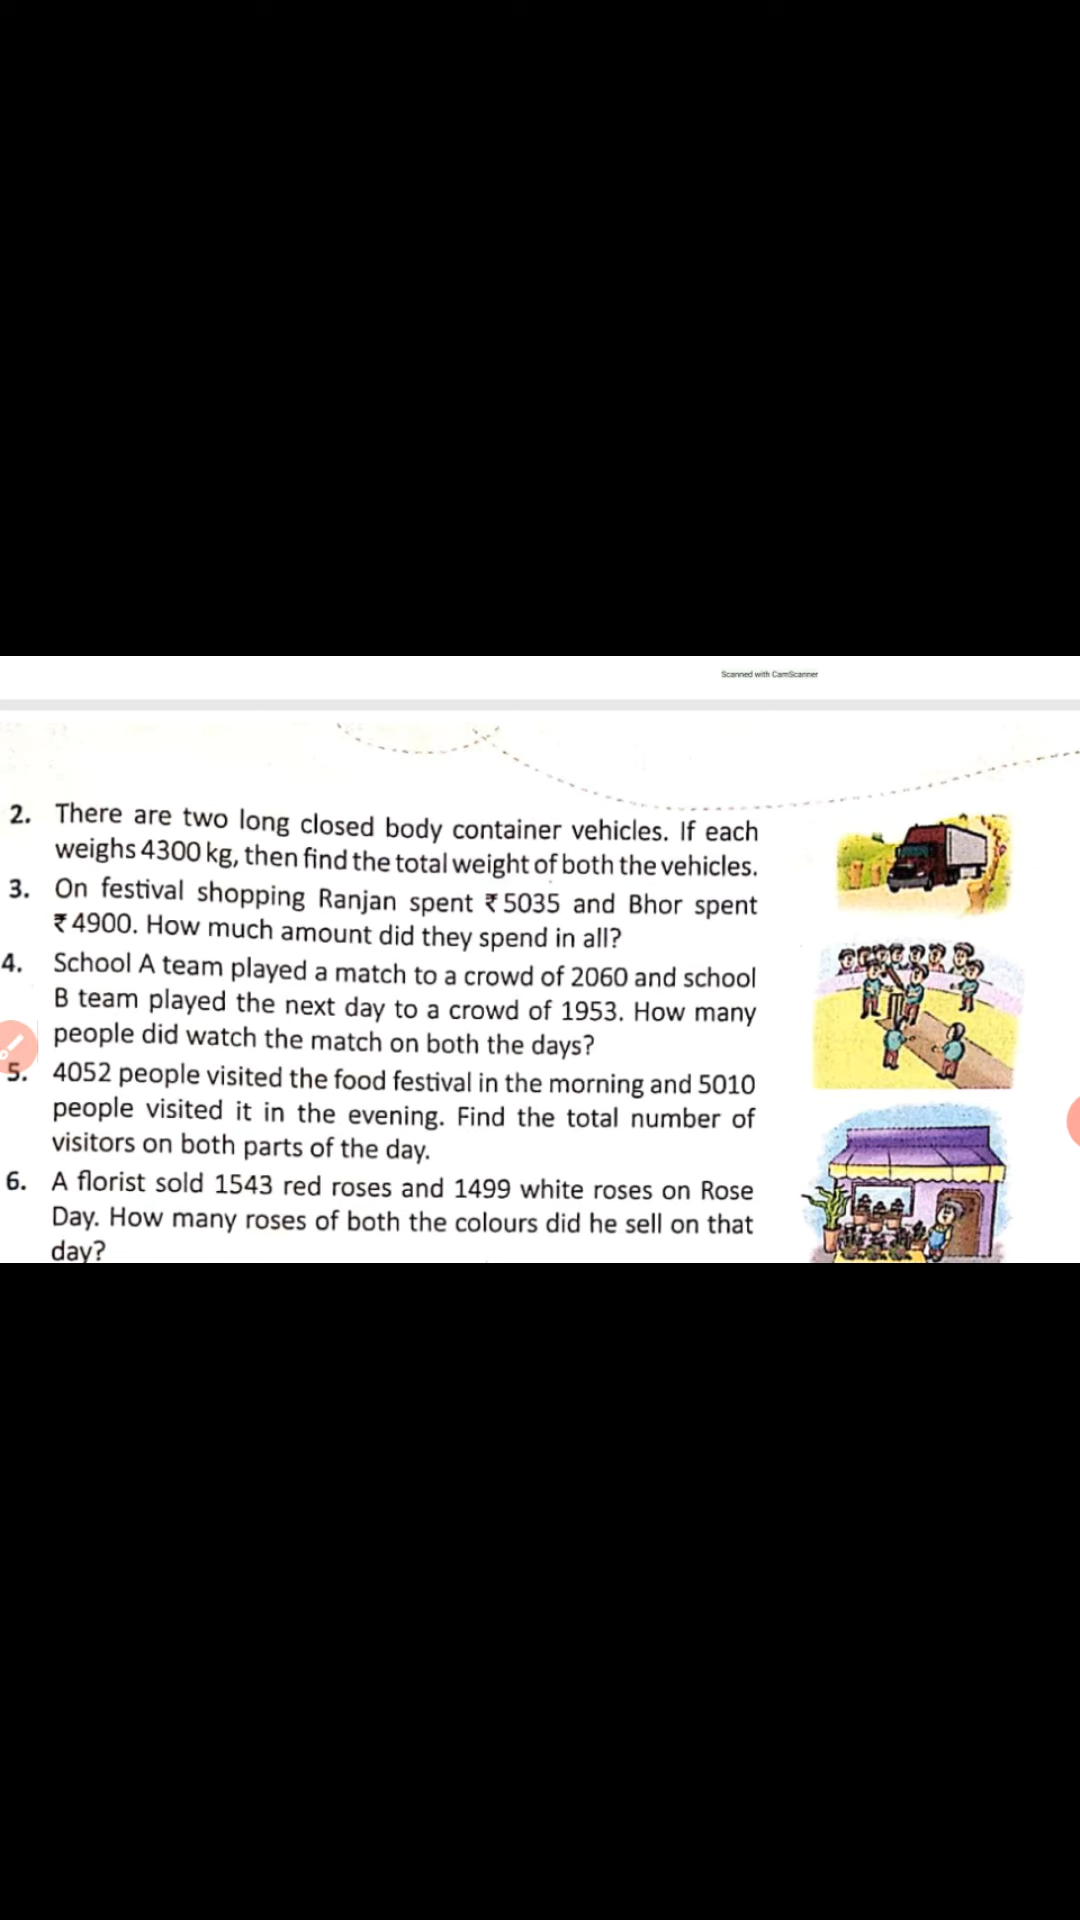 Scanned with CamScanner
2. There are two long closed body container vehicles. If each
weighs 4300 kg, then find the total weight of both the vehicles.
3. On festival shopping Ranjan spent ₹ 5035 and Bhor spent
₹ 4900. How much amount did they spend in all?
4. School A team played a match to a crowd of 2060 and school
B team played the next day to a crowd of 1953. How many
people did watch the match on both the days?
5. 4052 people visited the food festival in the morning and 5010
people visited it in the evening. Find the total number of
visitors on both parts of the day.
6. A florist sold 1543 red roses and 1499 white roses on Rose
Day. How many roses of both the colours did he sell on that
day?